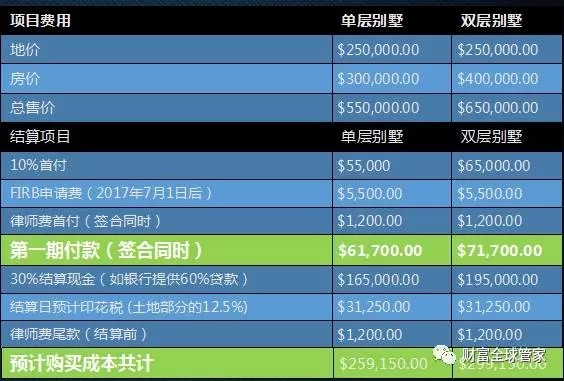 项目费用 单层别墅 双层别墅
地价 $250,000.00 $250,000.00
房价 $300,000.00 $400,000.00
总售价 $550,000.00 $650,000.00
结算项目 单层别墅 双层别墅
10%首付 $55,000 $65,000.00
FIRB申请费（2017年7月1日后） $5,500.00 $5,500.00
律师费首付（签合同时） $1,200.00 $1,200.00
第一期付款（签合同时） $61,700.00 $71,700.00
30%结算现金（如银行提供60%贷款） $165,000.00 $195,000.00
结算日预计印花税 (土地部分的12.5%) $31,250.00 $31,250.00
律师费尾款（结算前） $1,200.00 $1,200.00
预计购买成本共计 $259,150.00 $299,150.00
财富全球管家